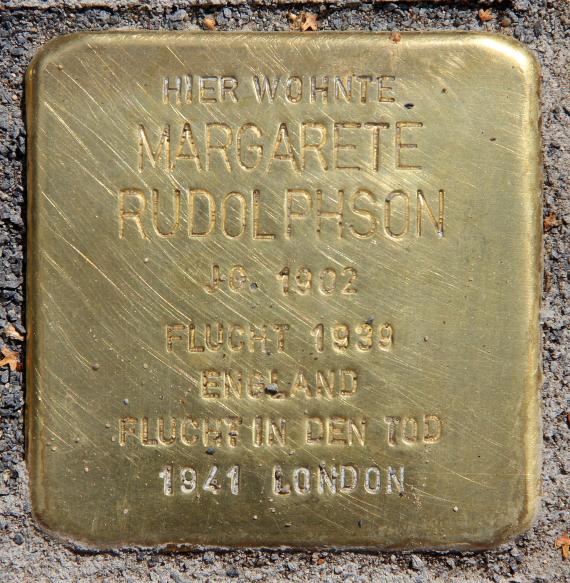 HIER WOHNTE
MARGARETE
RUDOLPHSON
JG. 1902
FLUCHT 1939
ENGLAND
FLUCHT IN DEN TOD
1941 LONDON